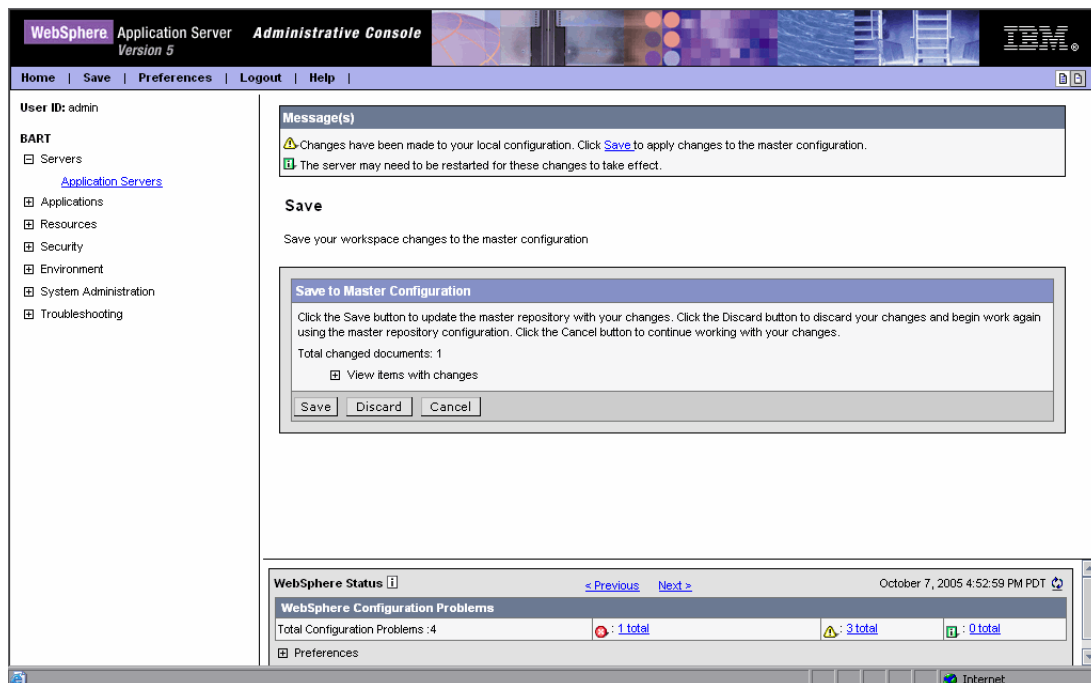 WebSphere Application Server Administrative Console
Version 5
IBM®
Home | Save | Preferences | Logout | Help |
User ID: admin
BART
Servers
Application Servers
Applications
Resources
Security
Environment
System Administration
Troubleshooting
Message(s)
Changes have been made to your local configuration. Click Save to apply changes to the master configuration.
The server may need to be restarted for these changes to take effect.
Save
Save your workspace changes to the master configuration
Save to Master Configuration
Click the Save button to update the master repository with your changes. Click the Discard button to discard your changes and begin work again
using the master repository configuration. Click the Cancel button to continue working with your changes.
Total changed documents: 1
View items with changes
Save Discard Cancel
WebSphere Status < Previous Next > October 7, 2005 4:52:59 PM PDT
WebSphere Configuration Problems
Total Configuration Problems :4 : 1 total : 3 total : 0 total
Preferences
Internet